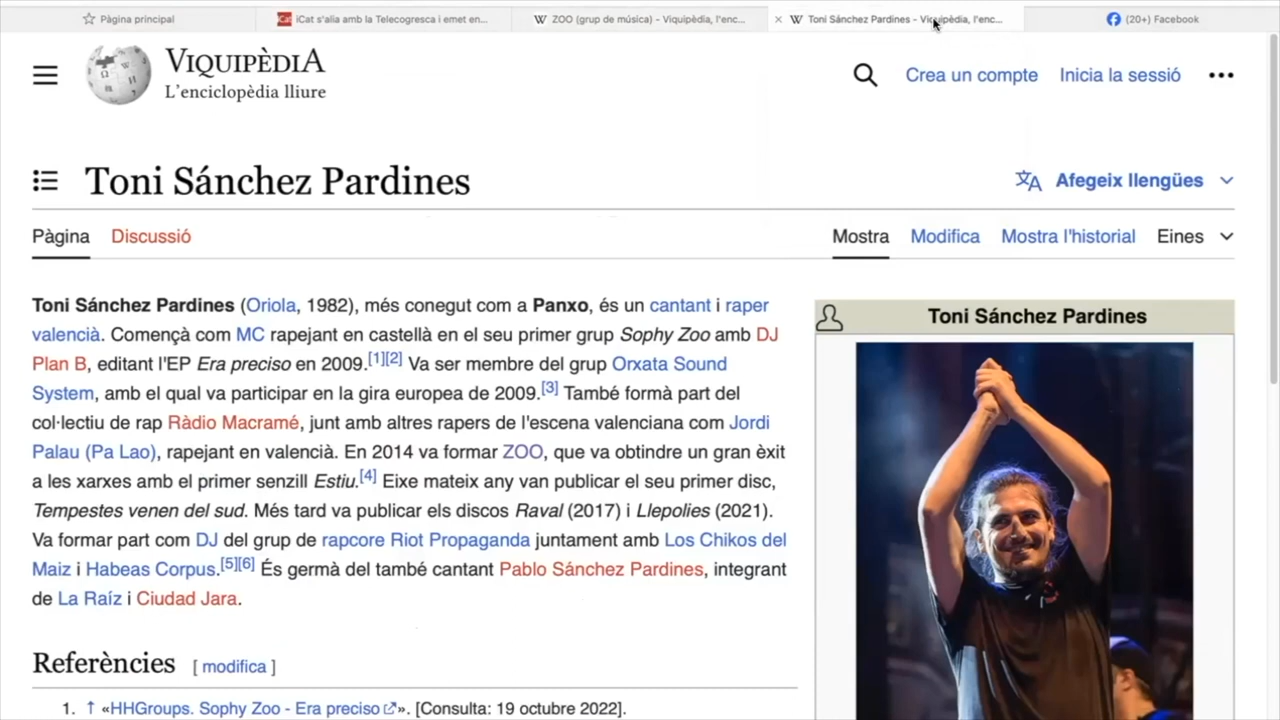 Pàgina principal
iCat s'alia amb la Telecogresca i emet en...
ZOO (grup de música) - Viquipèdia, l'enc...
Toni Sánchez Pardines - Viquipèdia, l'enc...
(20+) Facebook
VIQUIPÈDIA
L'enciclopèdia lliure
Crea un compte
Inicia la sessió
Toni Sánchez Pardines
Afegeix llengües
Pàgina
Discussió
Mostra
Modifica
Mostra l'historial
Eines
Toni Sánchez Pardines (Oriola, 1982), més conegut com a Panxo, és un cantant i raper
valencià. Començà com MC rapejant en castellà en el seu primer grup Sophy Zoo amb DJ
Plan B, editant l'EP Era preciso en 2009.[1][2] Va ser membre del grup Orxata Sound
System, amb el qual va participar en la gira europea de 2009.[3] També formà part del
col·lectiu de rap Ràdio Macramé, junt amb altres rapers de l'escena valenciana com Jordi
Palau (Pa Lao), rapejant en valencià. En 2014 va formar ZOO, que va obtindre un gran èxit
a les xarxes amb el primer senzill Estiu.[4] Eixe mateix any van publicar el seu primer disc,
Tempestes venen del sud. Més tard va publicar els discos Raval (2017) i Llepolies (2021).
Va formar part com DJ del grup de rapcore Riot Propaganda juntament amb Los Chikos del
Maiz i Habeas Corpus.[5][6] És germà del també cantant Pablo Sánchez Pardines, integrant
de La Raíz i Ciudad Jara.
Toni Sánchez Pardines
Referències [ modifica ]
1. ↑ «HHGroups. Sophy Zoo - Era preciso». [Consulta: 19 octubre 2022].